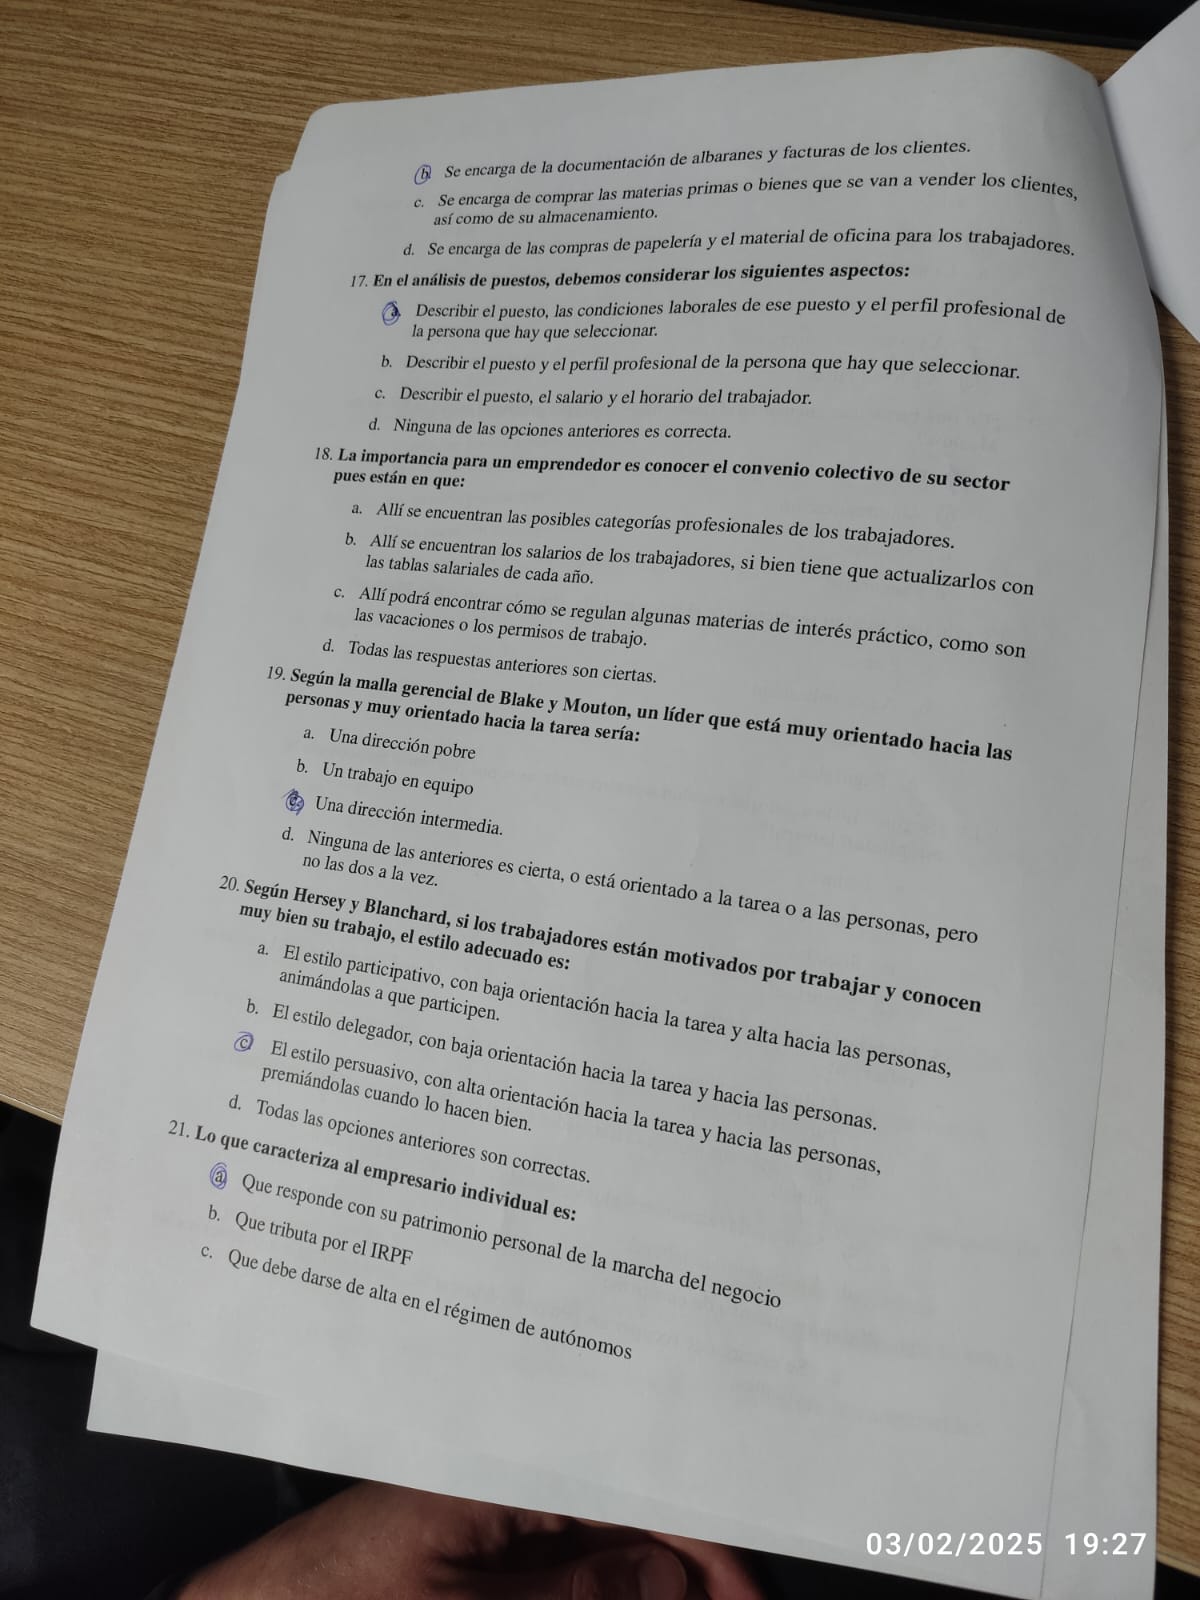 b. Se encarga de la documentación de albaranes y facturas de los clientes.
c. Se encarga de comprar las materias primas o bienes que se van a vender los clientes,
así como de su almacenamiento.
d. Se encarga de las compras de papelería y el material de oficina para los trabajadores.
17. En el análisis de puestos, debemos considerar los siguientes aspectos:
a. Describir el puesto, las condiciones laborales de ese puesto y el perfil profesional de
la persona que hay que seleccionar.
b. Describir el puesto y el perfil profesional de la persona que hay que seleccionar.
c. Describir el puesto, el salario y el horario del trabajador.
d. Ninguna de las opciones anteriores es correcta.
18. La importancia para un emprendedor es conocer el convenio colectivo de su sector
pues están en que:
a. Allí se encuentran las posibles categorías profesionales de los trabajadores.
b. Allí se encuentran los salarios de los trabajadores, si bien tiene que actualizarlos con
las tablas salariales de cada año.
c. Allí podrá encontrar cómo se regulan algunas materias de interés práctico, como son
las vacaciones o los permisos de trabajo.
d. Todas las respuestas anteriores son ciertas.
19. Según la malla gerencial de Blake y Mouton, un líder que está muy orientado hacia las
personas y muy orientado hacia la tarea sería:
a. Una dirección pobre
b. Un trabajo en equipo
c. Una dirección intermedia.
d. Ninguna de las anteriores es cierta, o está orientado a la tarea o a las personas, pero
no las dos a la vez.
20. Según Hersey y Blanchard, si los trabajadores están motivados por trabajar y conocen
muy bien su trabajo, el estilo adecuado es:
a. El estilo participativo, con baja orientación hacia la tarea y alta hacia las personas,
animándolas a que participen.
b. El estilo delegador, con baja orientación hacia la tarea y hacia las personas.
c. El estilo persuasivo, con alta orientación hacia la tarea y hacia las personas,
premiándolas cuando lo hacen bien.
d. Todas las opciones anteriores son correctas.
21. Lo que caracteriza al empresario individual es:
a. Que responde con su patrimonio personal de la marcha del negocio
b. Que tributa por el IRPF
c. Que debe darse de alta en el régimen de autónomos
03/02/2025 19:27